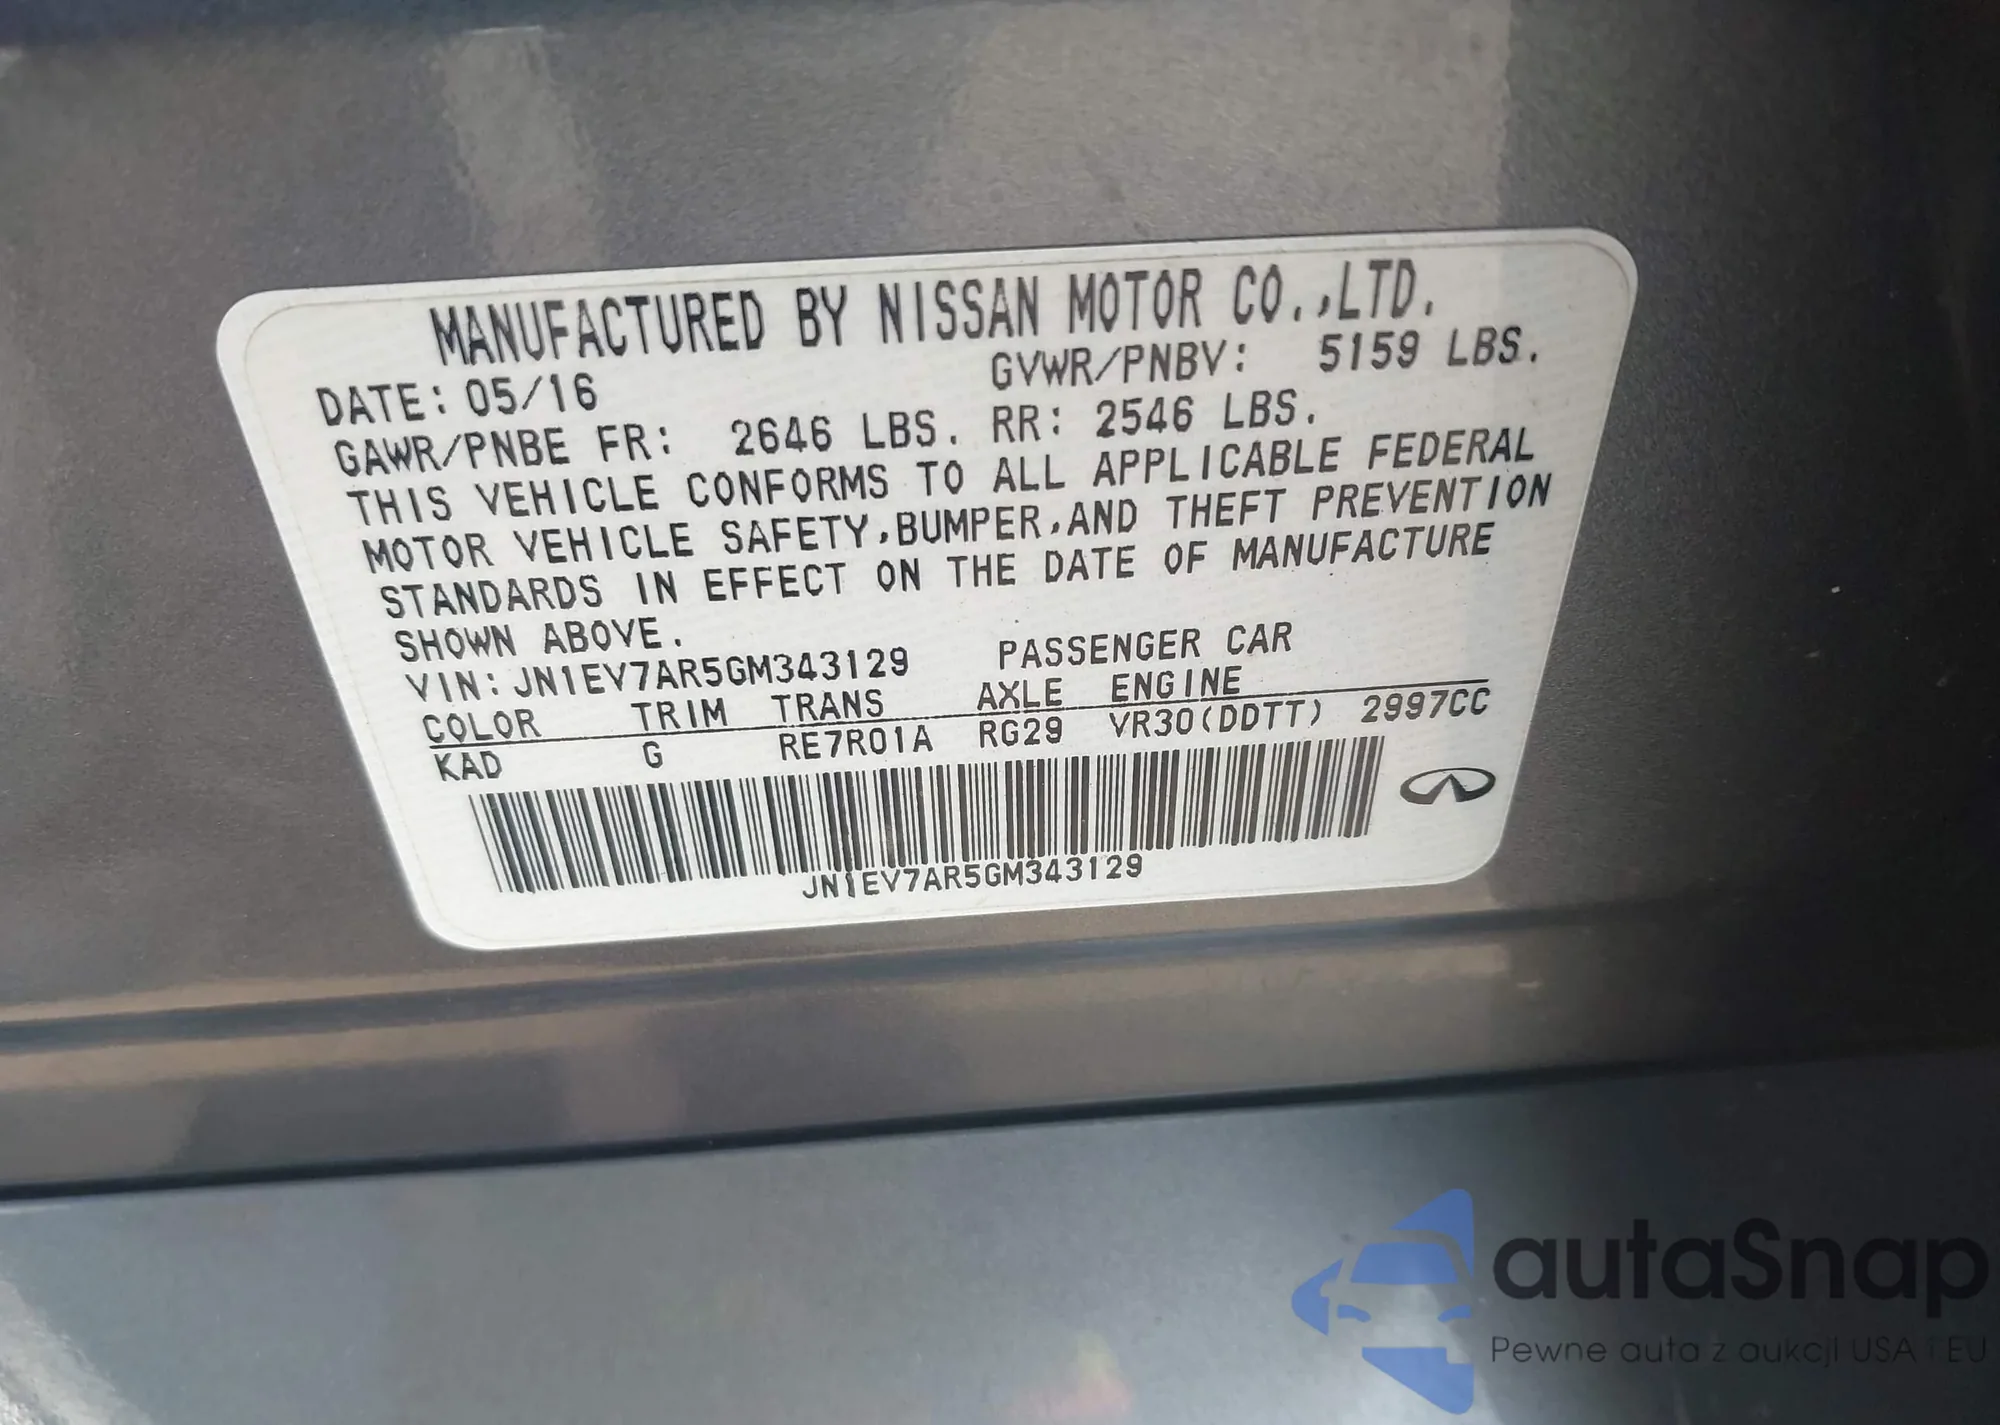 MANUFACTURED BY NISSAN MOTOR CO.,LTD.
DATE: 05/16 GVWR/PNBV: 5159 LBS.
GAWR/PNBE FR: 2646 LBS. RR: 2546 LBS.
THIS VEHICLE CONFORMS TO ALL APPLICABLE FEDERAL
MOTOR VEHICLE SAFETY,BUMPER,AND THEFT PREVENTION
STANDARDS IN EFFECT ON THE DATE OF MANUFACTURE
SHOWN ABOVE.
VIN: JN1EV7AR5GM343129 PASSENGER CAR
COLOR TRIM TRANS AXLE ENGINE
KAD G RE7R01A RG29 VR30(DDTT) 2997CC
JN1EV7AR5GM343129
autaSnap
Pewne auta z aukcji USA i EU